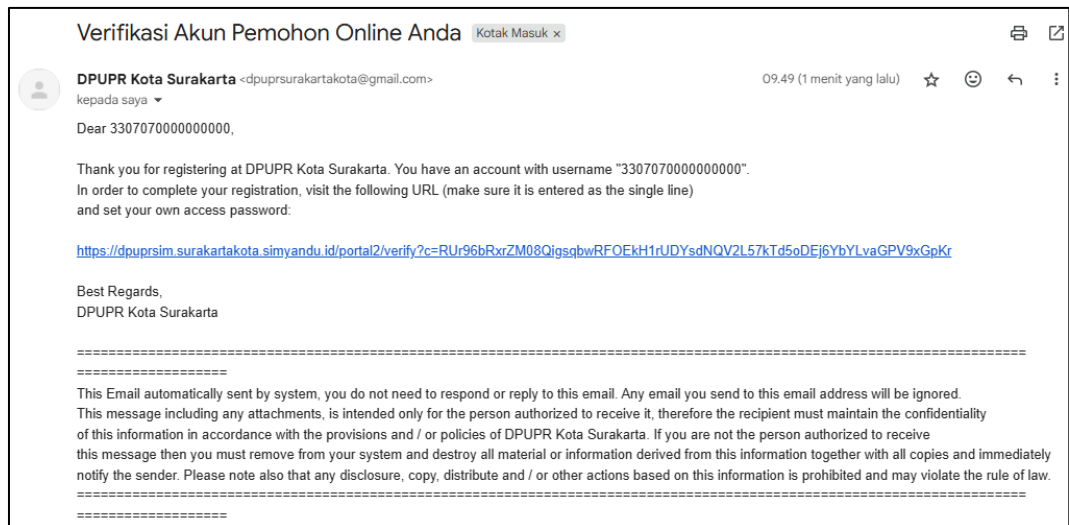 Verifikasi Akun Pemohon Online Anda Kotak Masuk ×
DPUPR Kota Surakarta <dpuprsurakartakota@gmail.com> 09.49 (1 menit yang lalu)
kepada saya
Dear 3307070000000000,
Thank you for registering at DPUPR Kota Surakarta. You have an account with username "3307070000000000".
In order to complete your registration, visit the following URL (make sure it is entered as the single line)
and set your own access password:
https://dpuprsim.surakartakota.simyandu.id/portal2/verify?c=RUr96bRxrZM08QigsqbwRFOEkH1rUDYsdNQV2L57kTd5oDEj6YbYLvaGPV9xGpKr
Best Regards,
DPUPR Kota Surakarta
=====================================================================================================================
===================
This Email automatically sent by system, you do not need to respond or reply to this email. Any email you send to this email address will be ignored.
This message including any attachments, is intended only for the person authorized to receive it, therefore the recipient must maintain the confidentiality
of this information in accordance with the provisions and / or policies of DPUPR Kota Surakarta. If you are not the person authorized to receive
this message then you must remove from your system and destroy all material or information derived from this information together with all copies and immediately
notify the sender. Please note also that any disclosure, copy, distribute and / or other actions based on this information is prohibited and may violate the rule of law.
=====================================================================================================================
===================